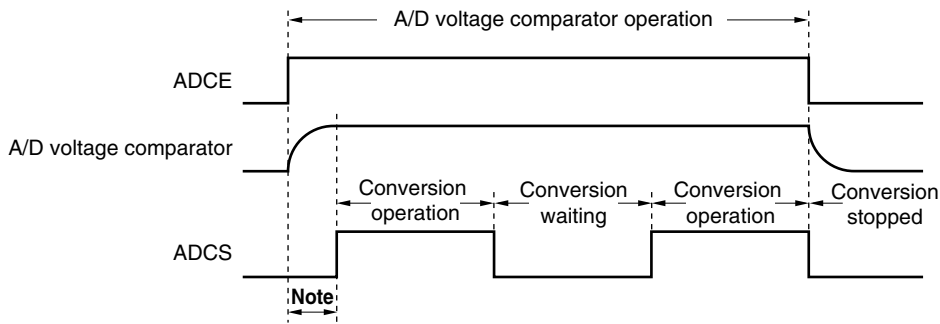 A/D voltage comparator operation
ADCE
A/D voltage comparator
Conversion
operation
Conversion
waiting
Conversion
operation
Conversion
stopped
ADCS
Note